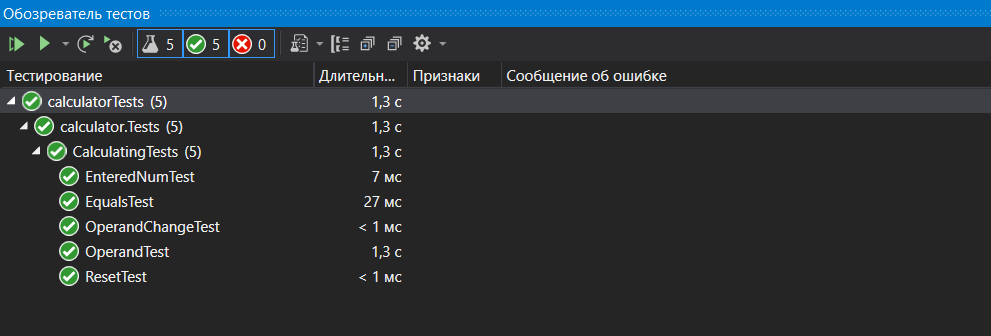 Обозреватель тестов
5 5 0
Тестирование Длительн... Признаки Сообщение об ошибке
calculatorTests (5) 1,3 с
calculator.Tests (5) 1,3 с
CalculatingTests (5) 1,3 с
EnteredNumTest 7 мс
EqualsTest 27 мс
OperandChangeTest < 1 мс
OperandTest 1,3 с
ResetTest < 1 мс